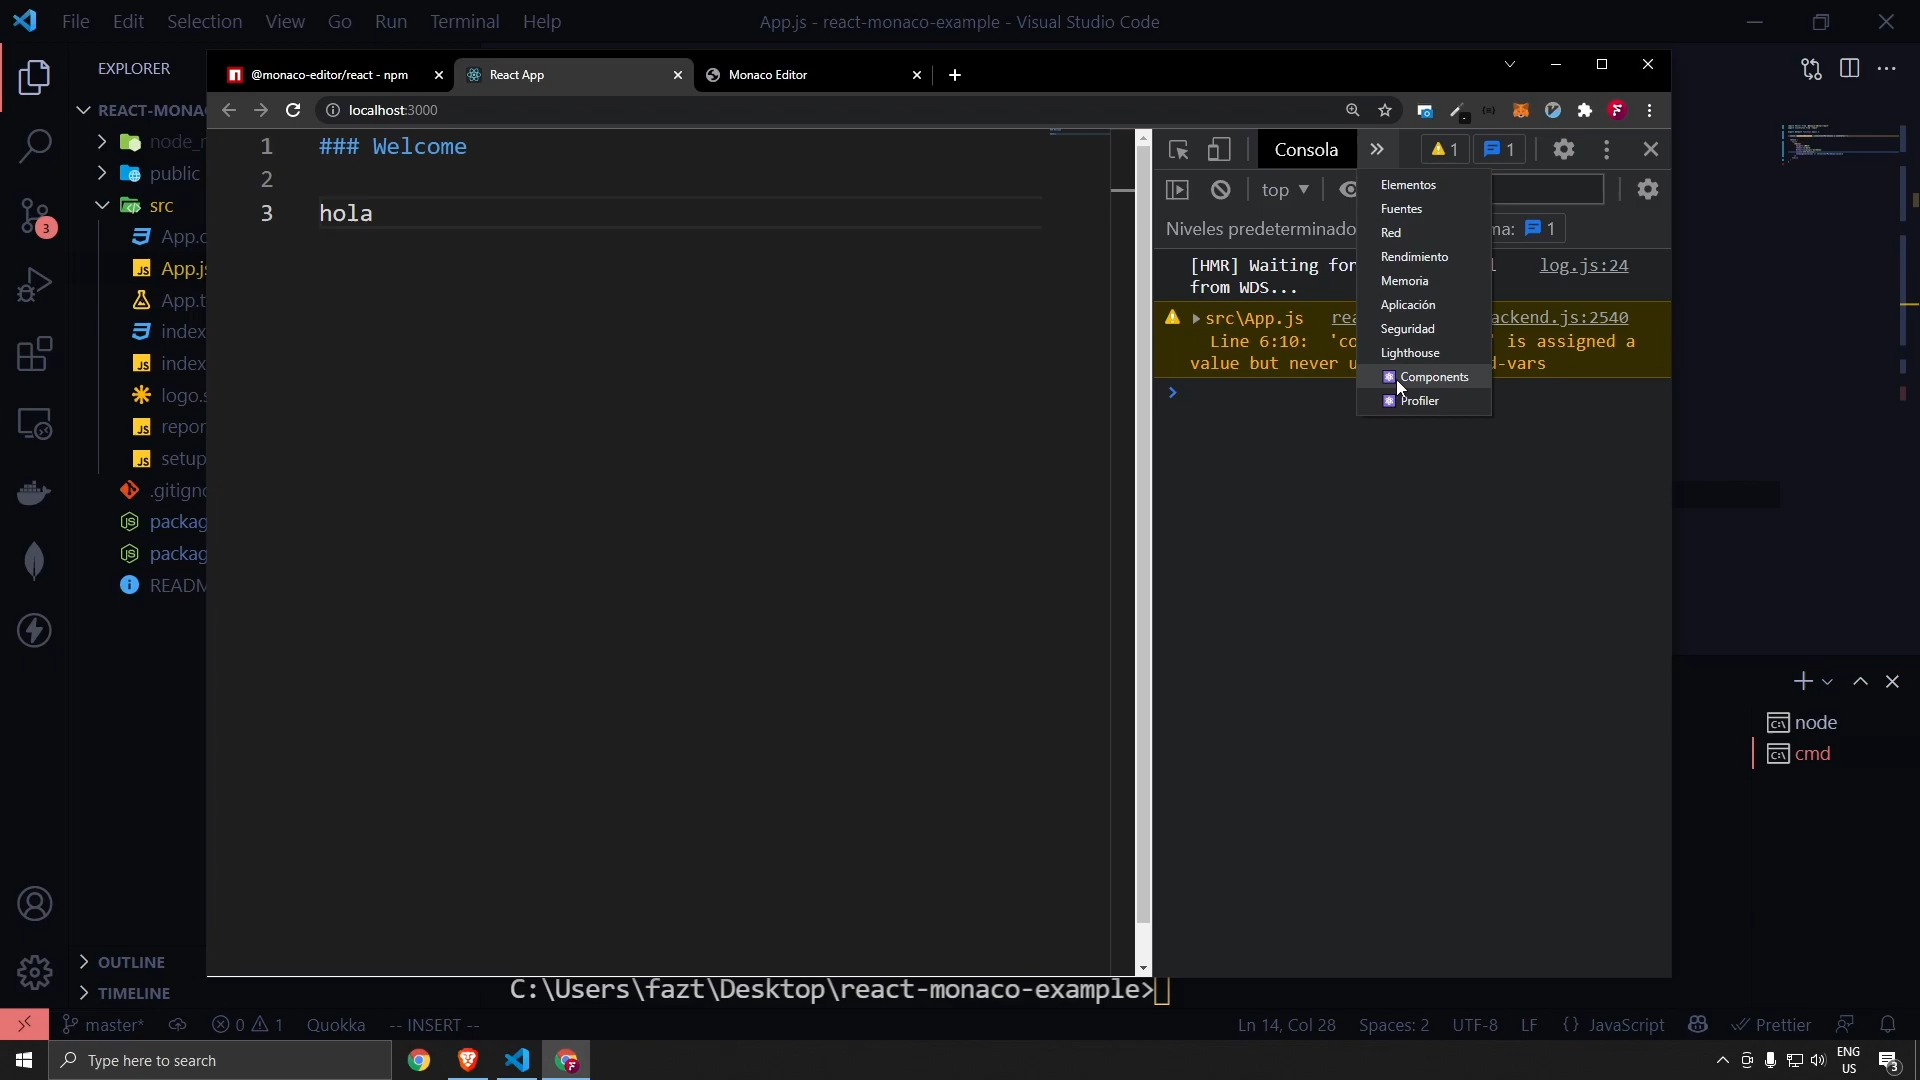 File Edit Selection View Go Run Terminal Help
App.js - react-monaco-example - Visual Studio Code
EXPLORER
REACT-MONA
node_
public
src
App.
App.j
App.t
index
index
logo.
repor
setup
.gitign
packag
packag
READM
OUTLINE
TIMELINE
@monaco-editor/react - npm
React App
Monaco Editor
localhost:3000
1 ### Welcome
2
3 hola
Consola
1
1
top
Niveles predeterminado
ma: 1
[HMR] Waiting for
l log.js:24
from WDS...
src\App.js rea
ackend.js:2540
Line 6:10: 'co
' is assigned a
value but never u
d-vars
Elementos
Fuentes
Red
Rendimiento
Memoria
Aplicación
Seguridad
Lighthouse
Components
Profiler
3
node
cmd
C:\Users\fazt\Desktop\react-monaco-example>
master* 0 1 Quokka -- INSERT --
Ln 14, Col 28 Spaces: 2 UTF-8 LF {} JavaScript Prettier
Type here to search
ENG
US
3